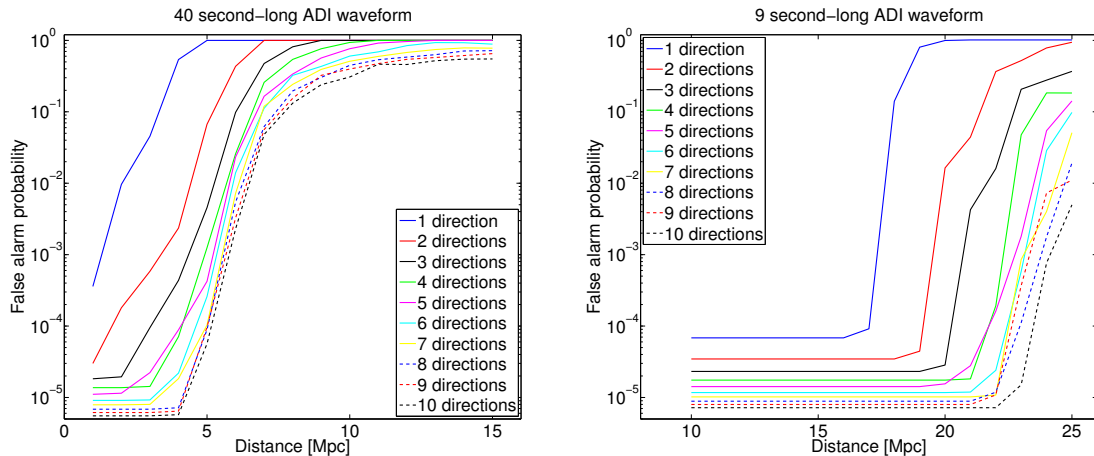 40 second−long ADI waveform
False alarm probability
10^0
10^−1
10^−2
10^−3
10^−4
10^−5
0 5 10 15
Distance [Mpc]
1 direction
2 directions
3 directions
4 directions
5 directions
6 directions
7 directions
8 directions
9 directions
10 directions
9 second−long ADI waveform
False alarm probability
10^0
10^−1
10^−2
10^−3
10^−4
10^−5
10 15 20 25
Distance [Mpc]
1 direction
2 directions
3 directions
4 directions
5 directions
6 directions
7 directions
8 directions
9 directions
10 directions